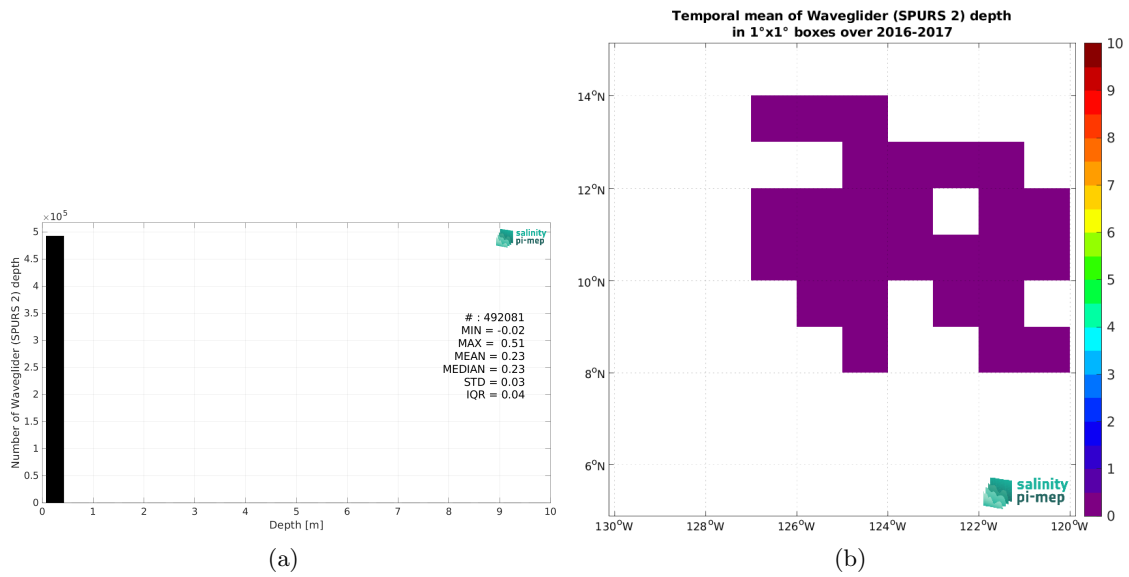 ×10⁵
5
4.5
4
3.5
3
2.5
2
1.5
1
0.5
0
Number of Waveglider (SPURS 2) depth
0 1 2 3 4 5 6 7 8 9 10
Depth [m]
salinity
pi-mep
# : 492081
MIN = -0.02
MAX = 0.51
MEAN = 0.23
MEDIAN = 0.23
STD = 0.03
IQR = 0.04
(a)
Temporal mean of Waveglider (SPURS 2) depth
in 1°x1° boxes over 2016-2017
14°N
12°N
10°N
8°N
6°N
130°W 128°W 126°W 124°W 122°W 120°W
salinity
pi-mep
10
9
8
7
6
5
4
3
2
1
0
(b)